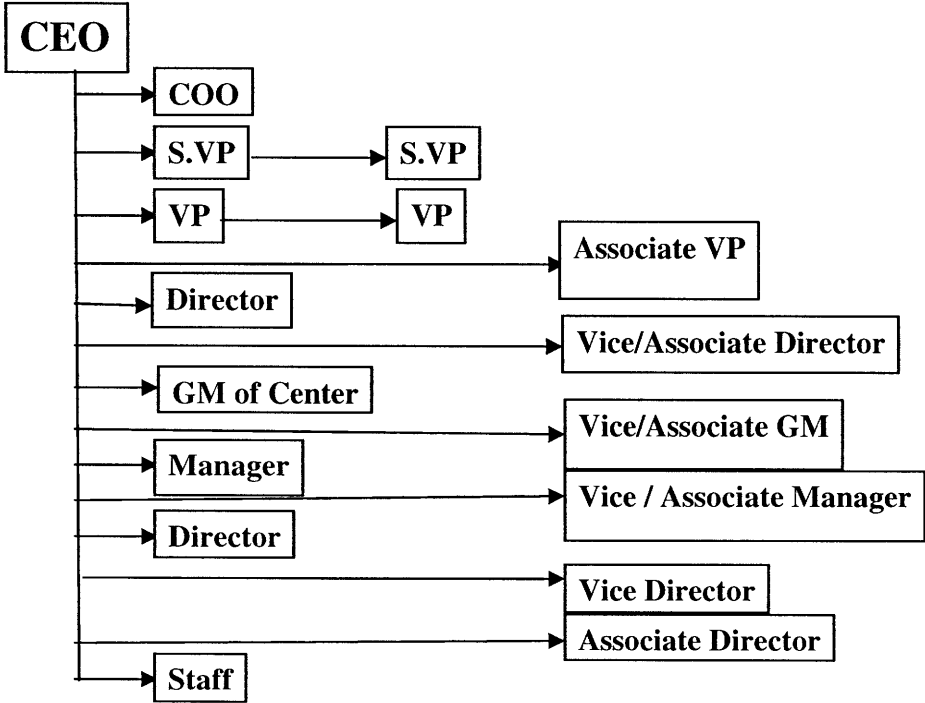 CEO
COO
S.VP
S.VP
VP
VP
Associate VP
Director
Vice/Associate Director
GM of Center
Vice/Associate GM
Manager
Vice / Associate Manager
Director
Vice Director
Associate Director
Staff